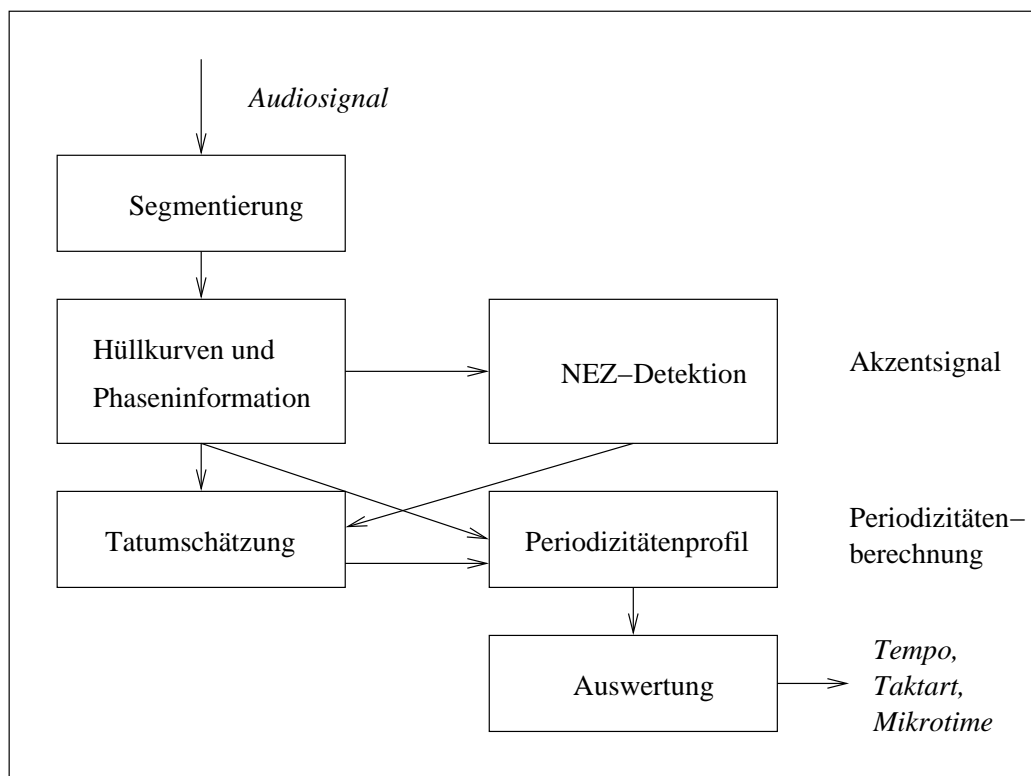 Audiosignal
Segmentierung
Hüllkurven und
Phaseninformation
NEZ–Detektion
Akzentsignal
Tatumschätzung
Periodizitätenprofil
Periodizitäten–
berechnung
Auswertung
Tempo,
Taktart,
Mikrotime